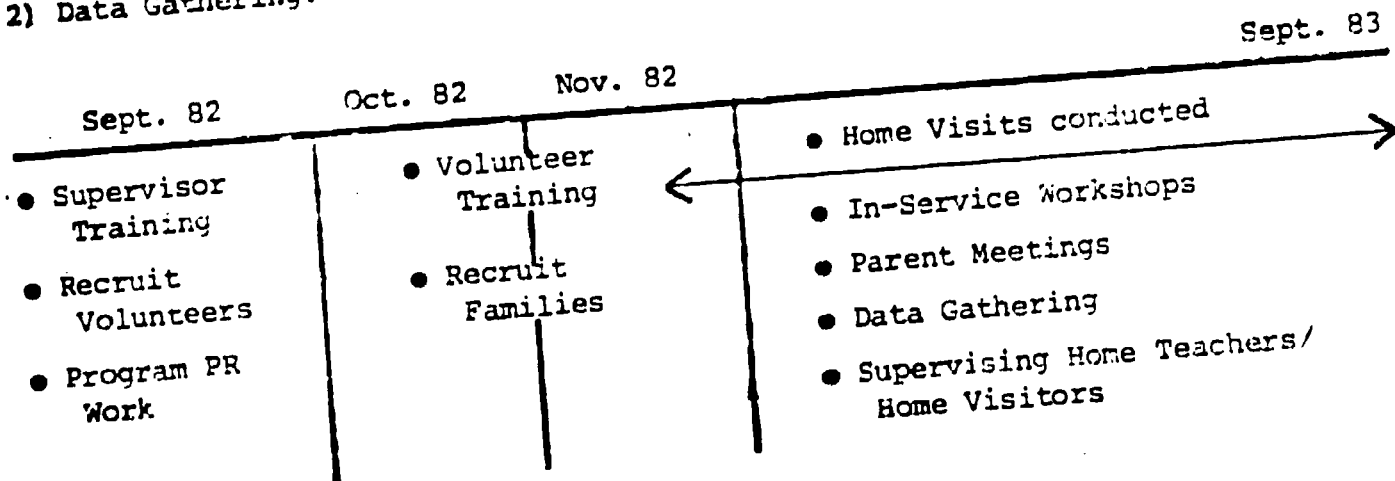 2) Data Gathering.
Sept. 82
Oct. 82
Nov. 82
Sept. 83
● Supervisor
Training
● Recruit
Volunteers
● Program PR
Work
● Volunteer
Training
● Recruit
Families
● Home Visits conducted
● In-Service Workshops
● Parent Meetings
● Data Gathering
● Supervising Home Teachers/
Home Visitors